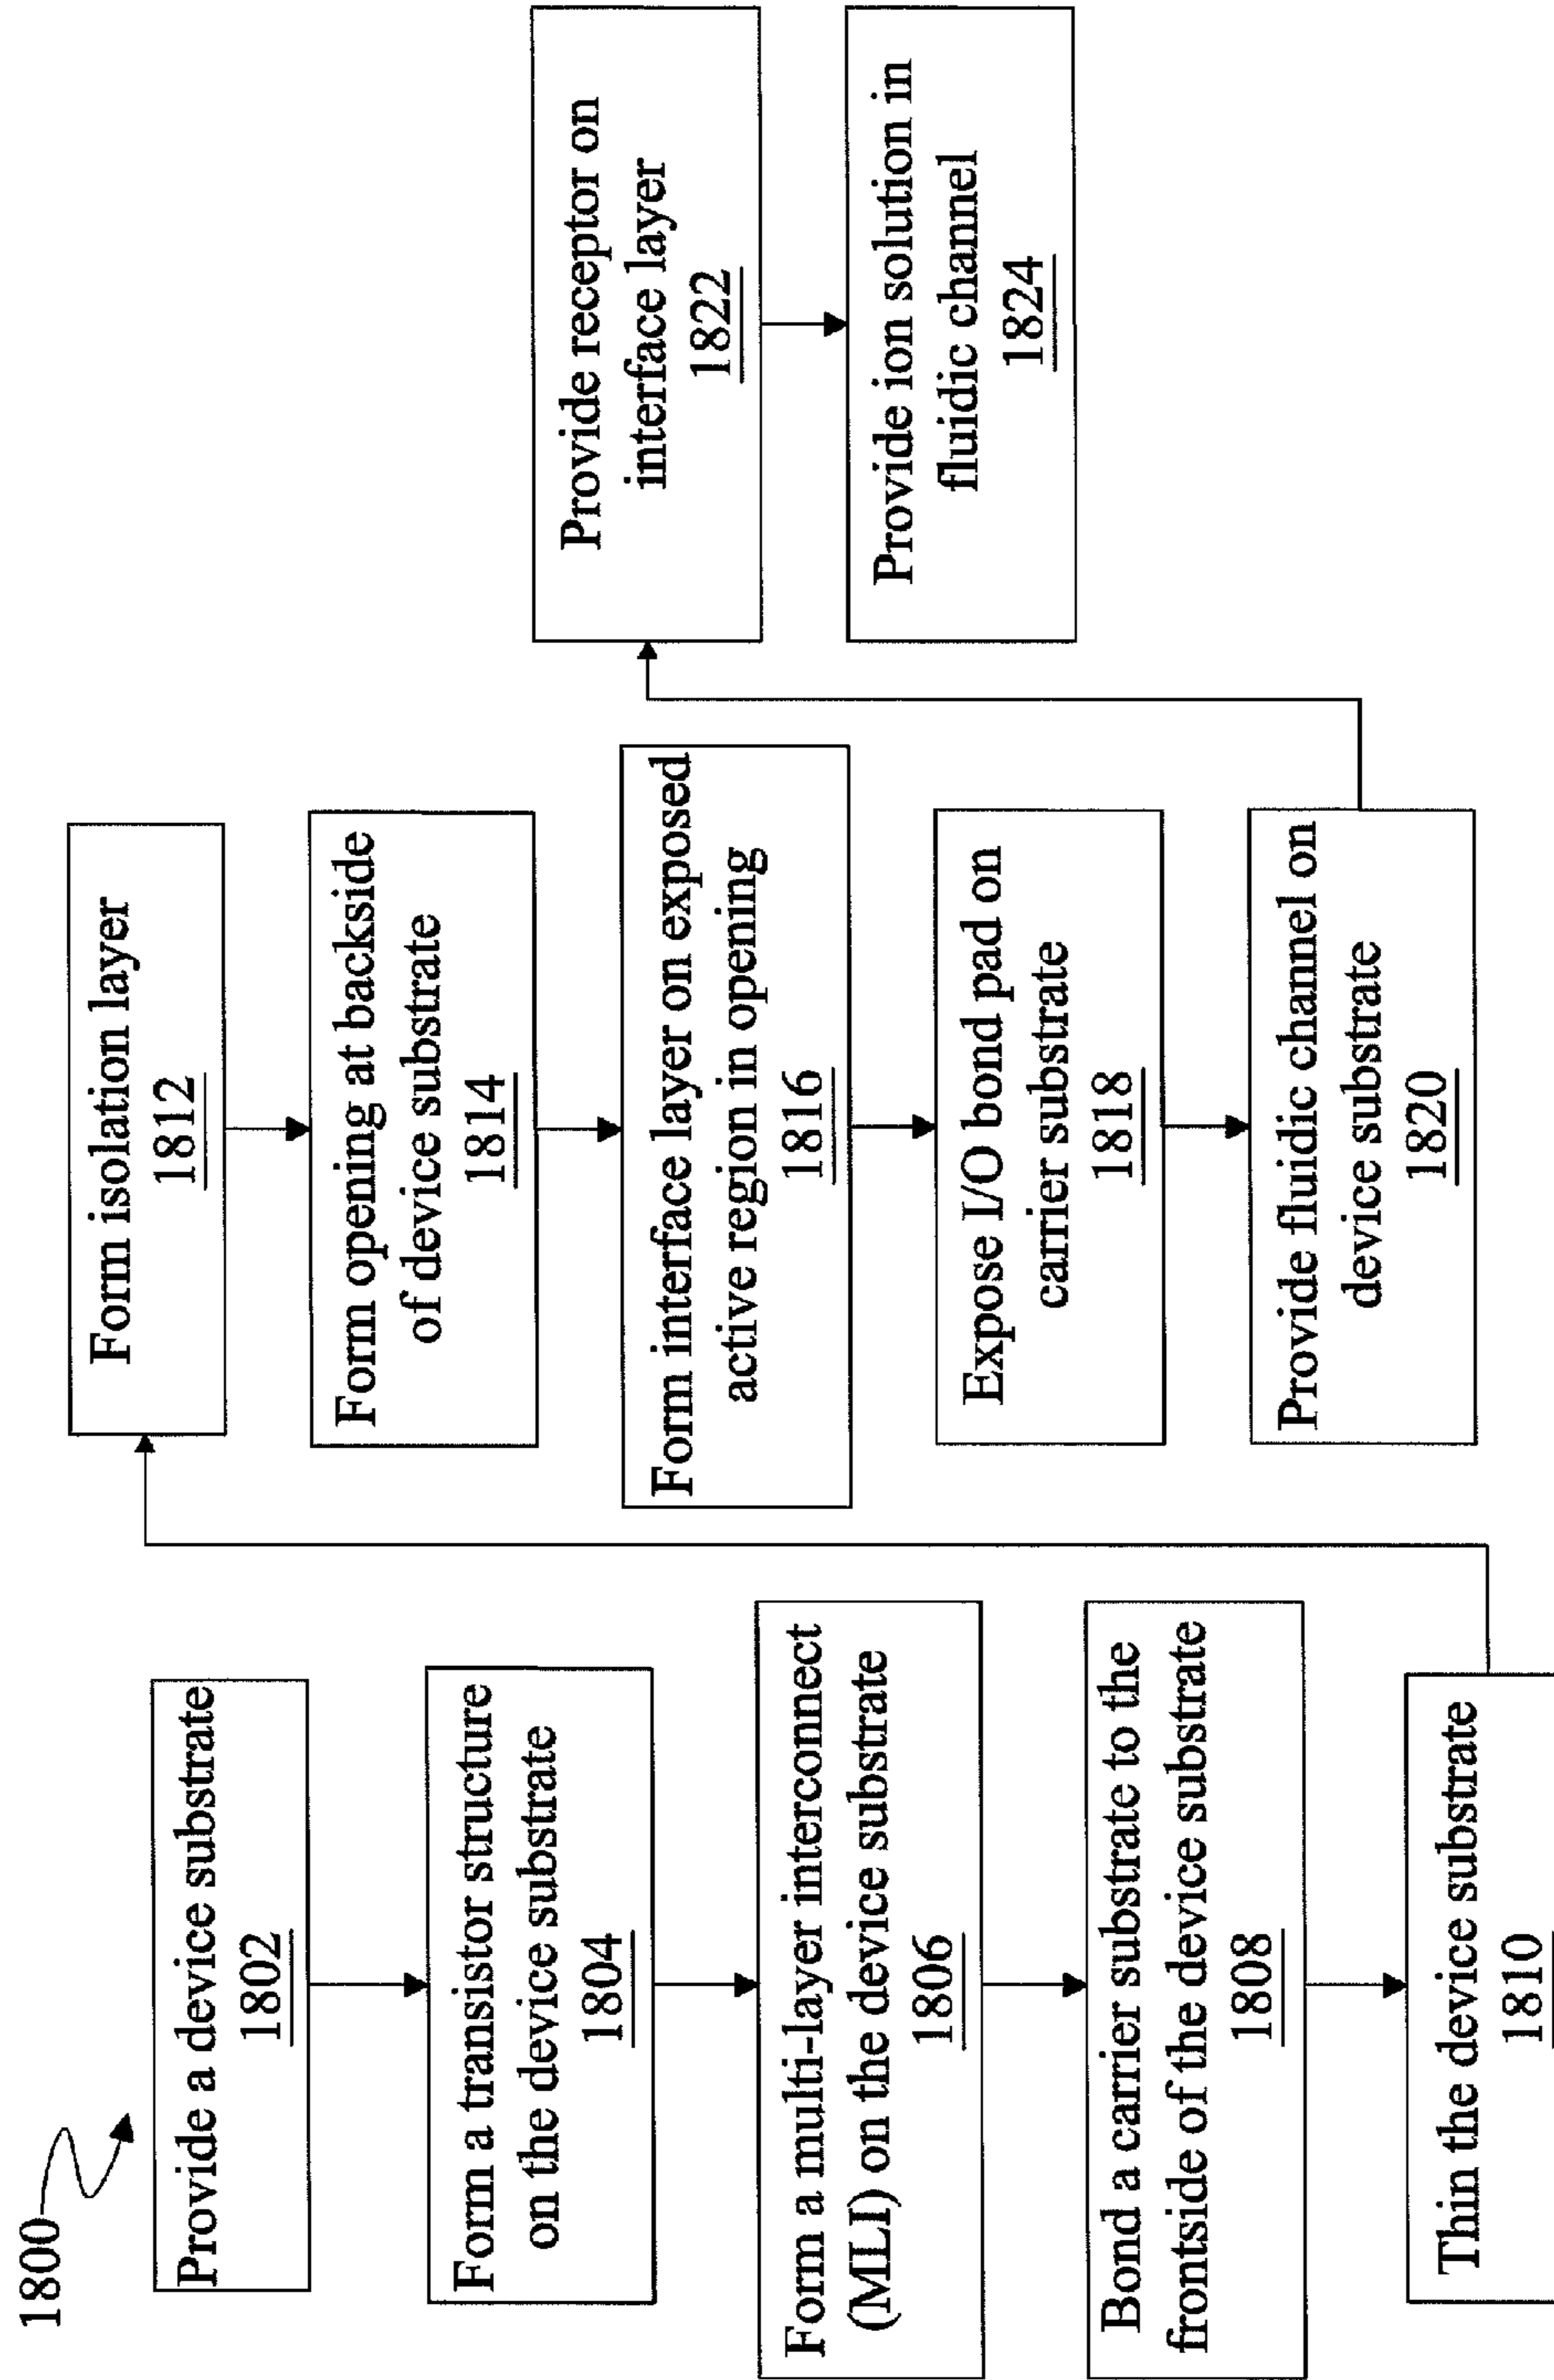 1800
Provide a device substrate
1802
Form a transistor structure
on the device substrate
1804
Form a multi-layer interconnect
(MLI) on the device substrate
1806
Bond a carrier substrate to the
frontside of the device substrate
1808
Thin the device substrate
1810
Form isolation layer
1812
Form opening at backside
of device substrate
1814
Form interface layer on exposed
active region in opening
1816
Expose I/O bond pad on
carrier substrate
1818
Provide fluidic channel on
device substrate
1820
Provide receptor on
interface layer
1822
Provide ion solution in
fluidic channel
1824